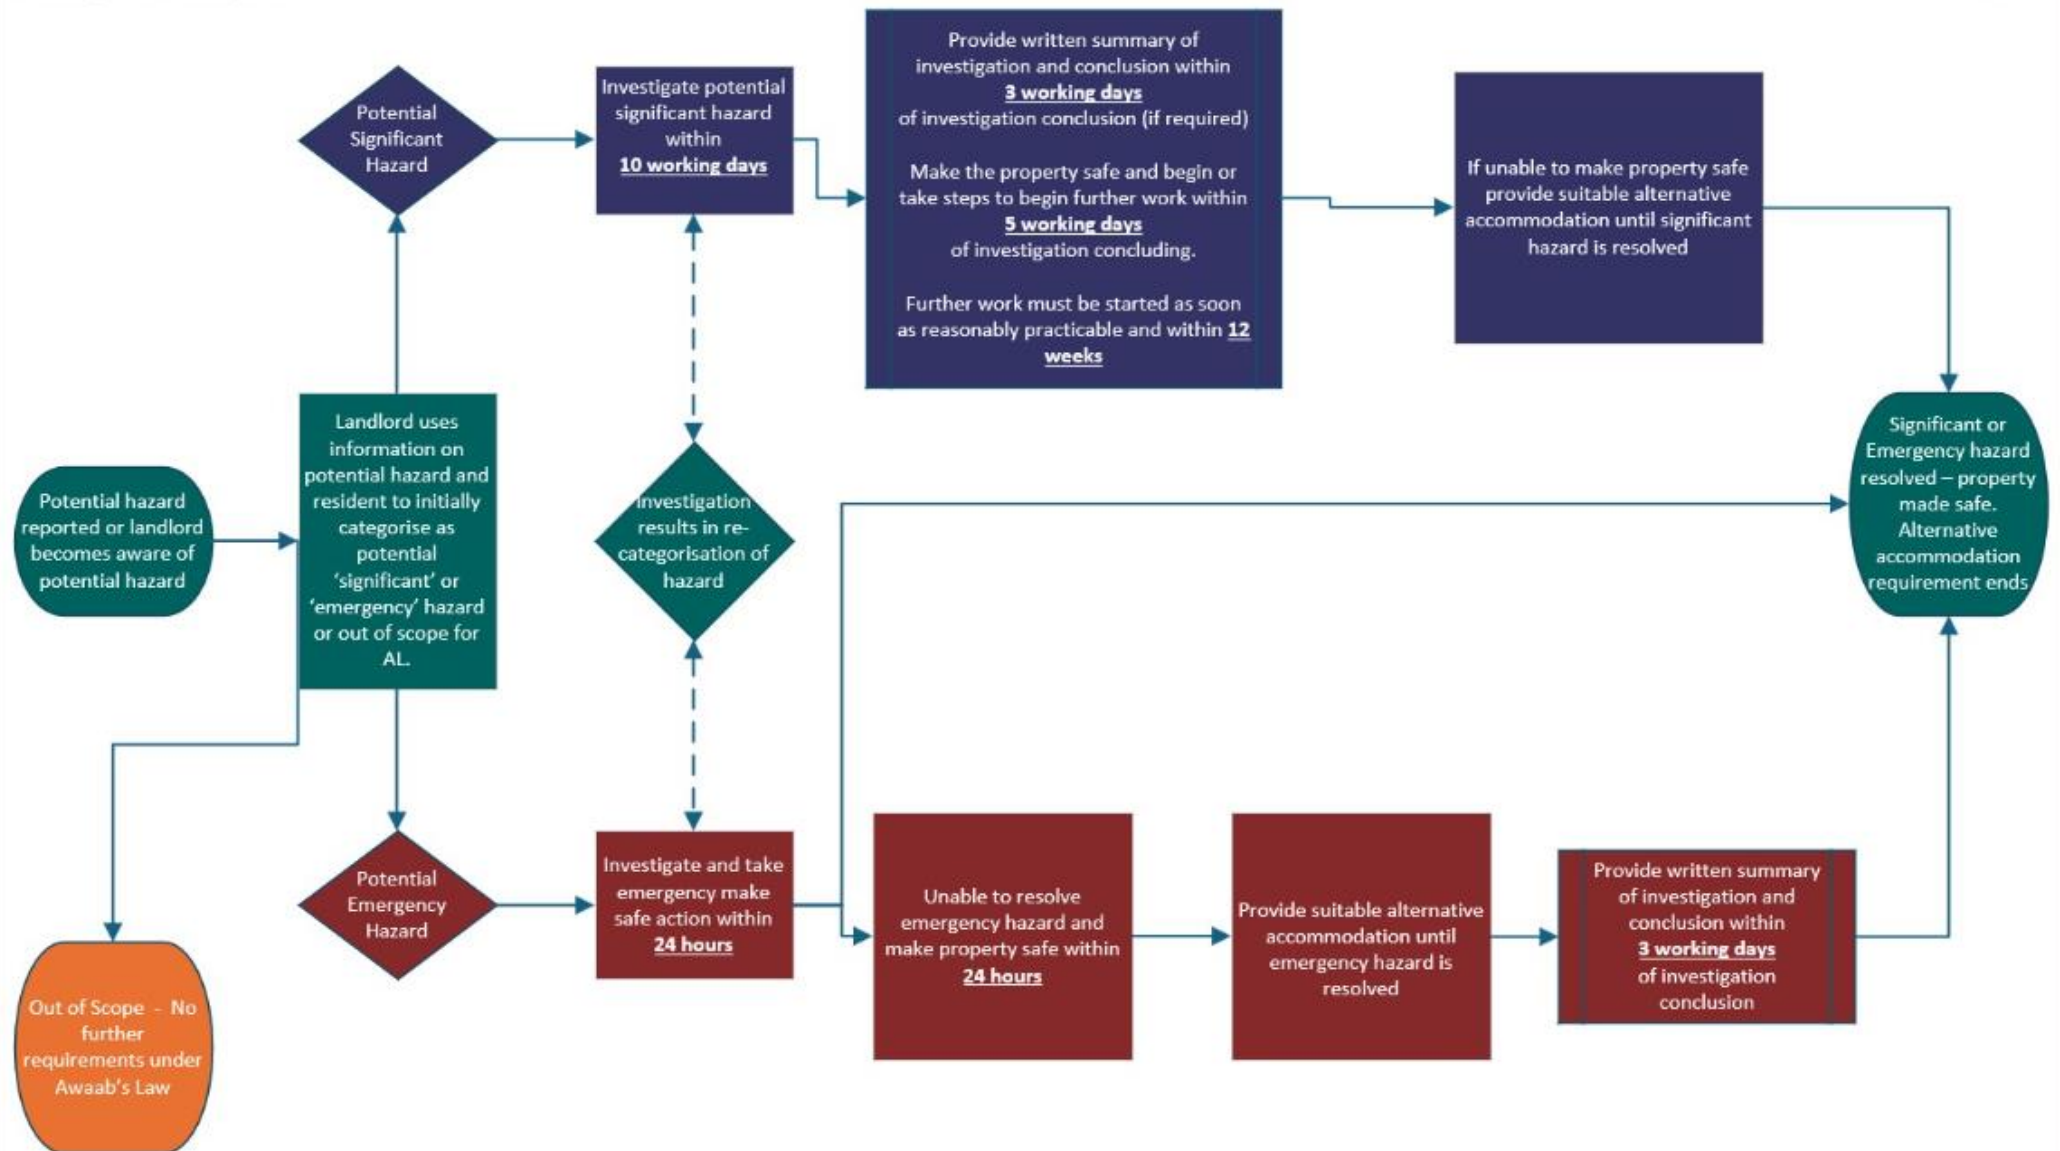 Potential hazard
reported or landlord
becomes aware of
potential hazard
Landlord uses
information on
potential hazard and
resident to initially
categorise as
potential
‘significant’ or
‘emergency’ hazard
or out of scope for
AL.
Potential
Significant
Hazard
Investigate potential
significant hazard
within
10 working days
Provide written summary of
investigation and conclusion within
3 working days
of investigation conclusion (if required)
Make the property safe and begin or
take steps to begin further work within
5 working days
of investigation concluding.
Further work must be started as soon
as reasonably practicable and within 12
weeks
If unable to make property safe
provide suitable alternative
accommodation until significant
hazard is resolved
Investigation
results in re-
categorisation of
hazard
Significant or
Emergency hazard
resolved – property
made safe.
Alternative
accommodation
requirement ends
Potential
Emergency
Hazard
Investigate and take
emergency make
safe action within
24 hours
Unable to resolve
emergency hazard and
make property safe within
24 hours
Provide suitable alternative
accommodation until
emergency hazard is
resolved
Provide written summary
of investigation and
conclusion within
3 working days
of investigation
conclusion
Out of Scope - No
further
requirements under
Awaab’s Law